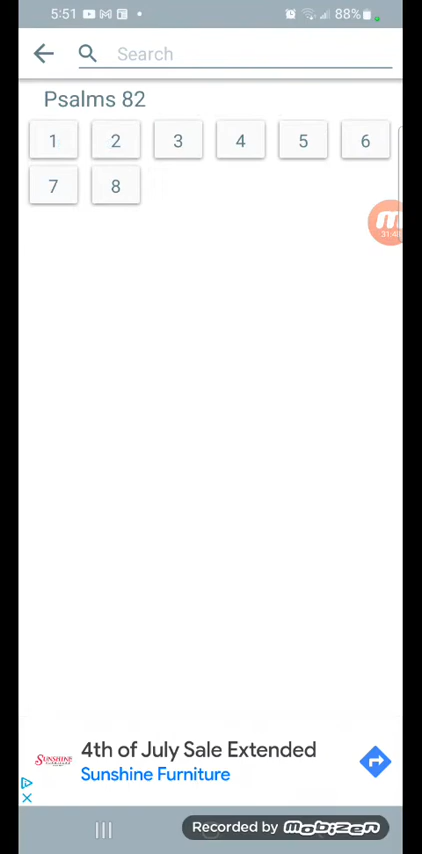 5:51
88%
Search
Psalms 82
1 2 3 4 5 6
7 8
4th of July Sale Extended
SUNSHINE
Sunshine Furniture
Recorded by mobizen